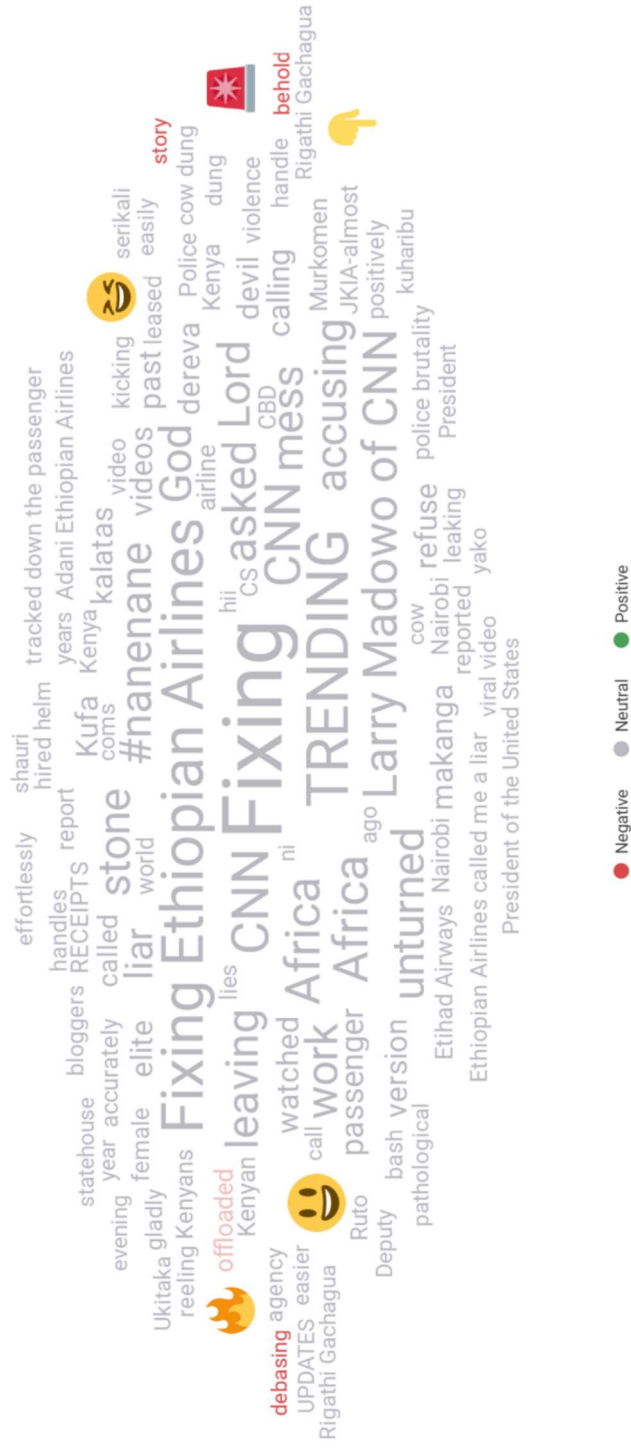 effortlessly
shauri
tracked down the passenger
handles
hired helm
years Adani Ethiopian Airlines
bloggers
RECEIPTS
report
Kufa
Kenya
kalatas
video
kicking
serikali
statehouse
year accurately
called
stone
coms
#nanenane
videos
past
leased
easily
story
evening
female
elite
liar
world
Fixing Ethiopian Airlines
God
airline
dereva
Kenya
Police
cow dung
dung
Ukitaka
gladly
reeling
Kenyans
offloaded
Kenyan
leaving
lies
CNN
Fixing
hii
Cs
asked
Lord
devil
violence
behold
debasing
agency
watched
ni
CNN
CBD
mess
calling
handle
Rigathi Gachagua
UPDATES
easier
call
work
Africa
TRENDING
accusing
Murkomen
Rigathi Gachagua
Ruto
passenger
Africa
ago
Larry Madowo of CNN
JKIA-almost
positively
Deputy
bash
version
unturned
cow
refuse
police brutality
kuharibu
pathological
Etihad Airways
Nairobi
makanga
Nairobi
leaking
President
Ethiopian Airlines called me a liar
reported
viral video
yako
President of the United States
Negative
Neutral
Positive